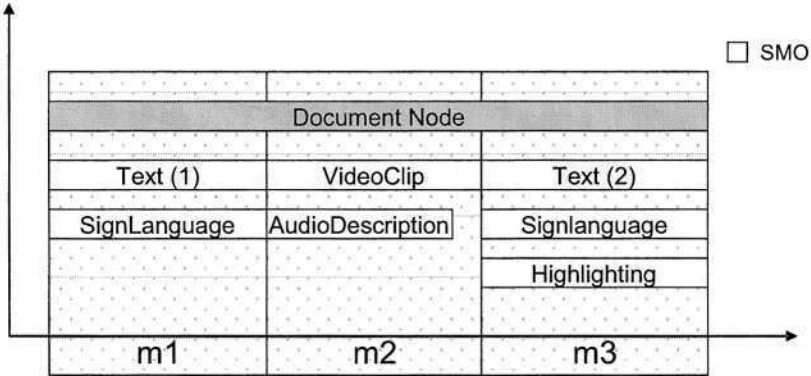 SMO
Document Node
Text (1) VideoClip Text (2)
SignLanguage AudioDescription Signlanguage
Highlighting
m1 m2 m3